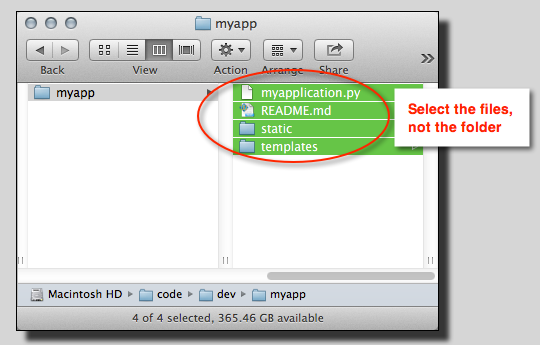 myapp
Back
View
Action
Arrange
Share
myapp
myapplication.py
README.md
static
templates
Select the files,
not the folder
Macintosh HD
code
dev
myapp
4 of 4 selected, 365.46 GB available